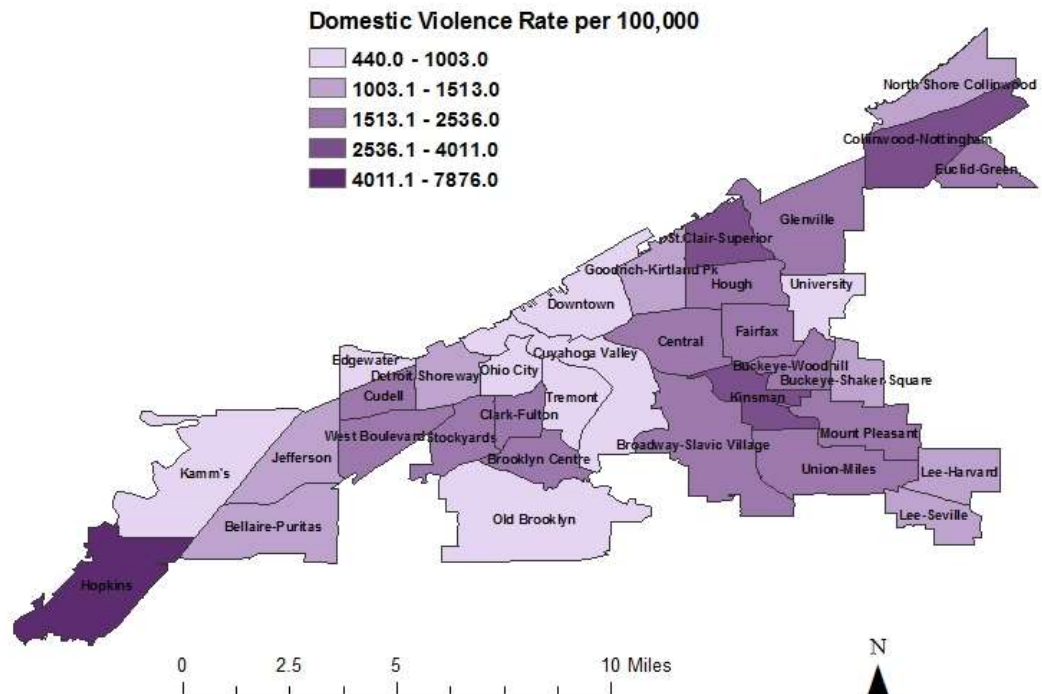 Domestic Violence Rate per 100,000
440.0 - 1003.0
1003.1 - 1513.0
1513.1 - 2536.0
2536.1 - 4011.0
4011.1 - 7876.0
North Shore Collinwood
Collinwood-Nottingham
Euclid-Green
Glenville
St.Clair-Superior
Goodrich-Kirtland Pk
Hough
University
Downtown
Fairfax
Central
Cuyahoga Valley
Edgewater
Buckeye-Woodhill
Ohio City
Detroit Shoreway
Buckeye-Shaker Square
Cudell
Tremont
Kinsman
Clark-Fulton
Mount Pleasant
West Boulevard
Stockyards
Broadway-Slavic Village
Jefferson
Brooklyn Centre
Union-Miles
Lee-Harvard
Kamm's
Lee-Seville
Old Brooklyn
Bellaire-Puritas
Hopkins
0 2.5 5 10 Miles
N